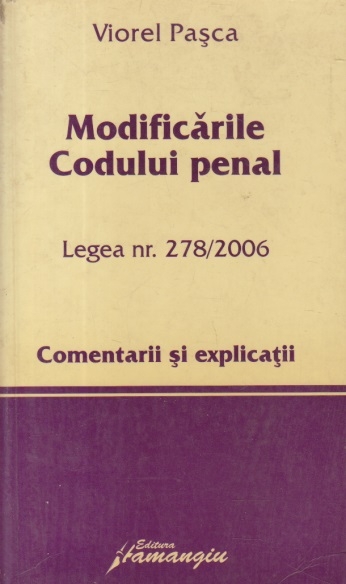 Viorel Paşca
Modificările
Codului penal
Legea nr. 278/2006
Comentarii şi explicaţii
Editura
Hamangiu